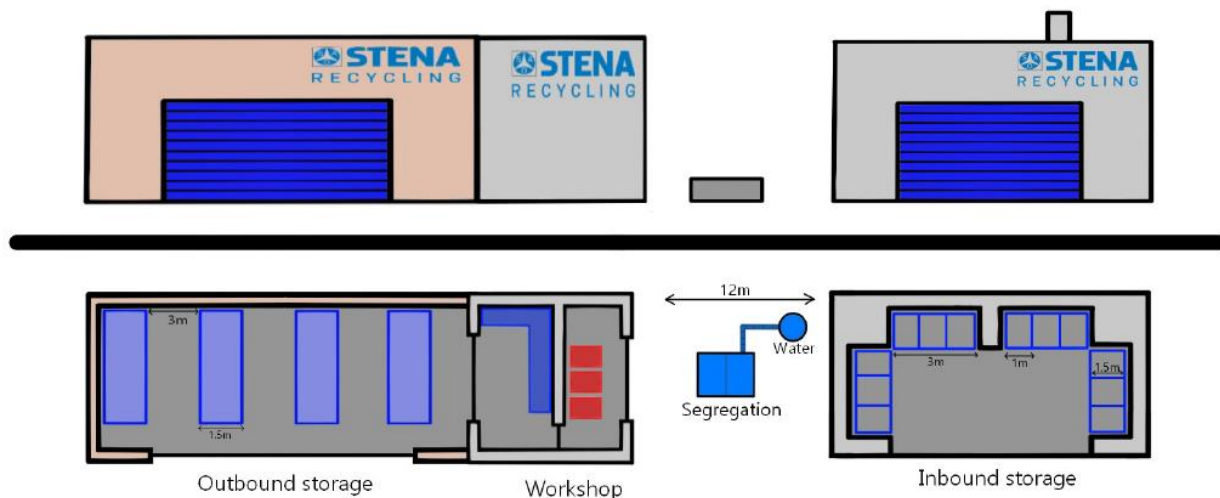 STENA
RECYCLING
STENA
RECYCLING
STENA
RECYCLING
12m
3m
Water
3m
1m
1.5m
Segregation
1.5m
Outbound storage
Workshop
Inbound storage